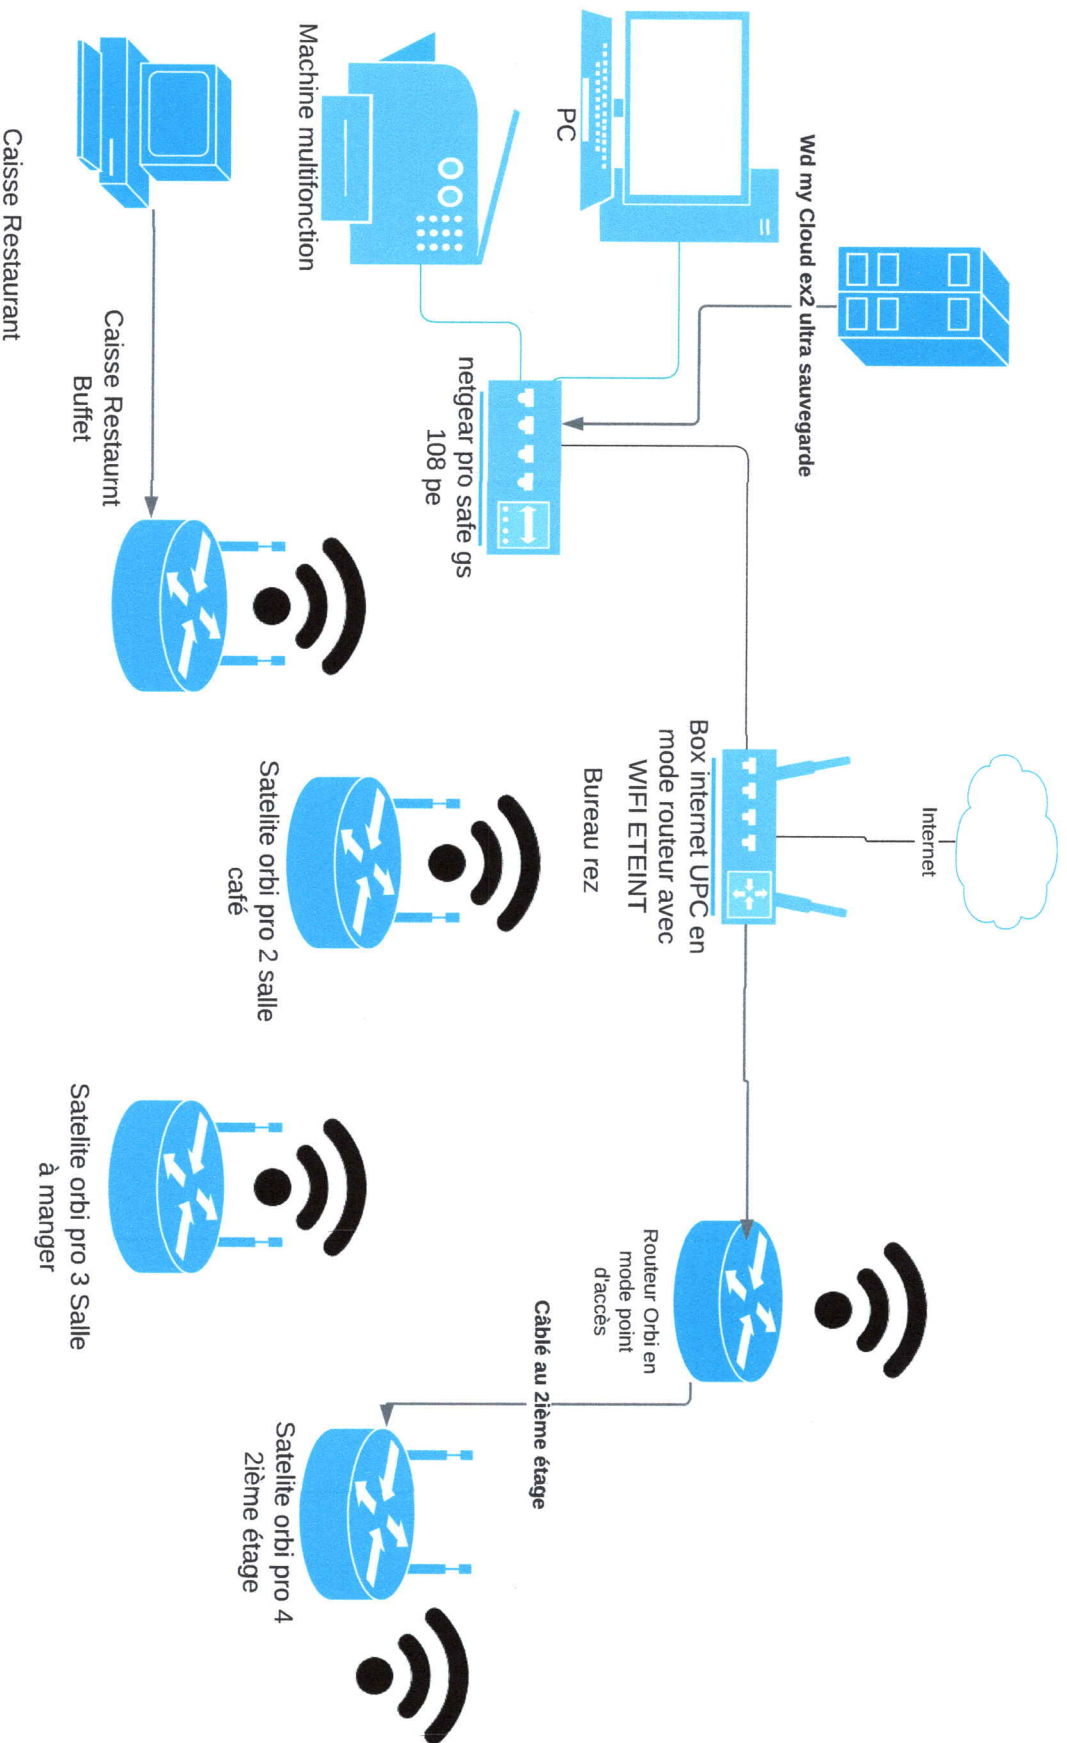 Internet
Wd my Cloud ex2 ultra sauvegarde
PC
Box internet UPC en
mode routeur avec
WIFI ETEINT
Bureau rez
Routeur Orbi en
mode point
d'accès
Câblé au 2ième étage
netgear pro safe gs
108 pe
Machine multifonction
Satelite orbi pro 4
2ième étage
Satelite orbi pro 2 salle
café
Caisse Restaurnt
Buffet
Satelite orbi pro 3 Salle
à manger
Caisse Restaurant